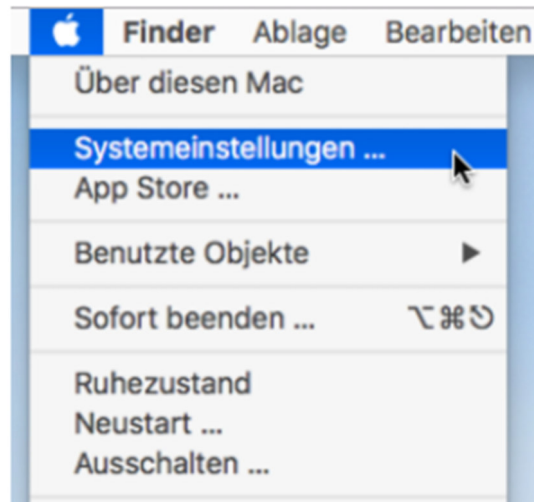 Finder Ablage Bearbeiten
Über diesen Mac
Systemeinstellungen ...
App Store ...
Benutzte Objekte ▶
Sofort beenden ... ⌥⌘⎋
Ruhezustand
Neustart ...
Ausschalten ...